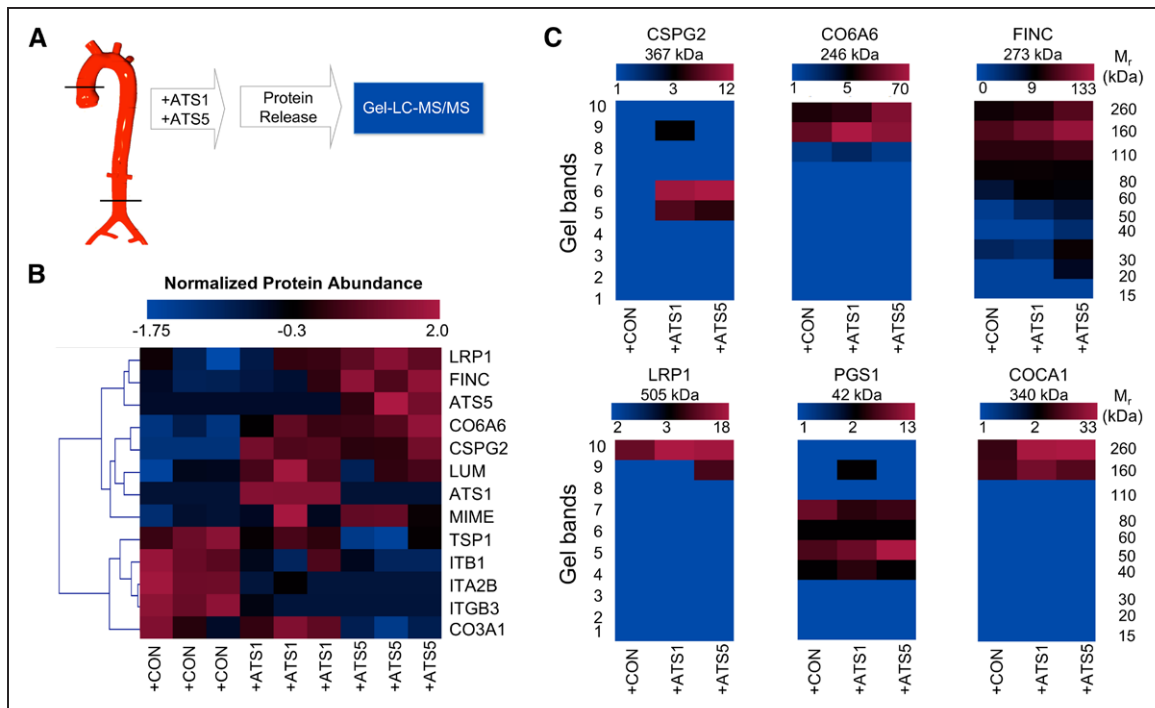 A
+ATS1
+ATS5
Protein
Release
Gel-LC-MS/MS
B
Normalized Protein Abundance
-1.75
-0.3
2.0
LRP1
FINC
ATS5
CO6A6
CSPG2
LUM
ATS1
MIME
TSP1
ITB1
ITA2B
ITGB3
CO3A1
+CON
+CON
+CON
+ATS1
+ATS1
+ATS1
+ATS5
+ATS5
+ATS5
C
CSPG2
367 kDa
1 3 12
CO6A6
246 kDa
1 5 70
FINC
273 kDa
0 9 133
Mr
(kDa)
Gel bands
10
9
8
7
6
5
4
3
2
1
260
160
110
80
60
50
40
30
20
15
+CON
+ATS1
+ATS5
+CON
+ATS1
+ATS5
+CON
+ATS1
+ATS5
LRP1
505 kDa
2 3 18
PGS1
42 kDa
1 2 13
COCA1
340 kDa
1 2 33
Mr
(kDa)
Gel bands
10
9
8
7
6
5
4
3
2
1
260
160
110
80
60
50
40
30
20
15
+CON
+ATS1
+ATS5
+CON
+ATS1
+ATS5
+CON
+ATS1
+ATS5